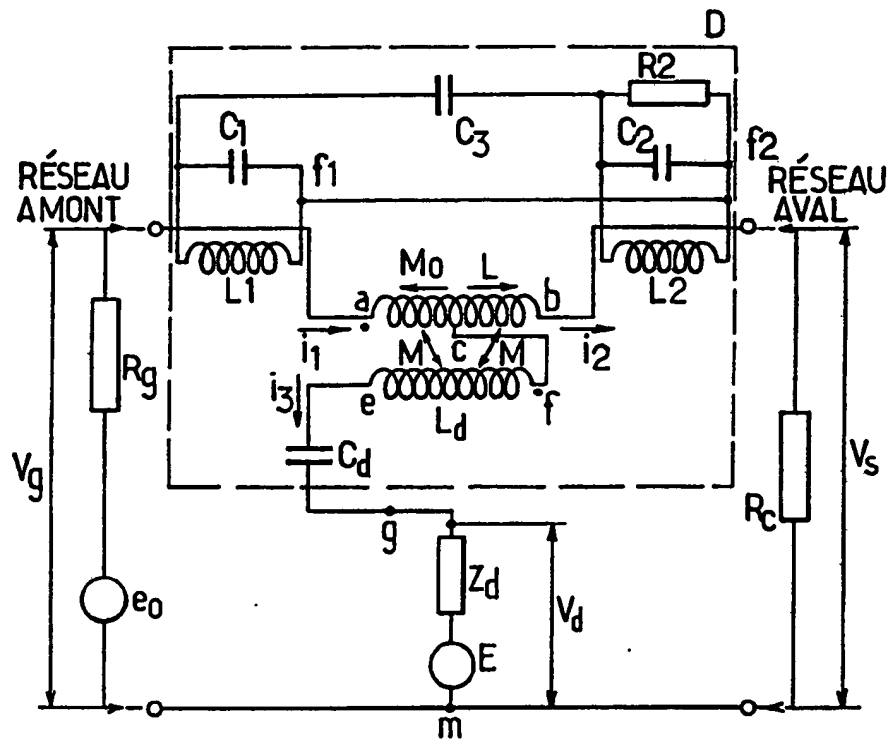 D
R2
C3
C1
C2
f1
f2
RÉSEAU
AMONT
RÉSEAU
AVAL
L1
L2
Mo
L
a
b
i1
i2
M
c
M
i3
e
Ld
f
Cd
Rg
Vg
g
Rc
Vs
Zd
Vd
eo
E
m